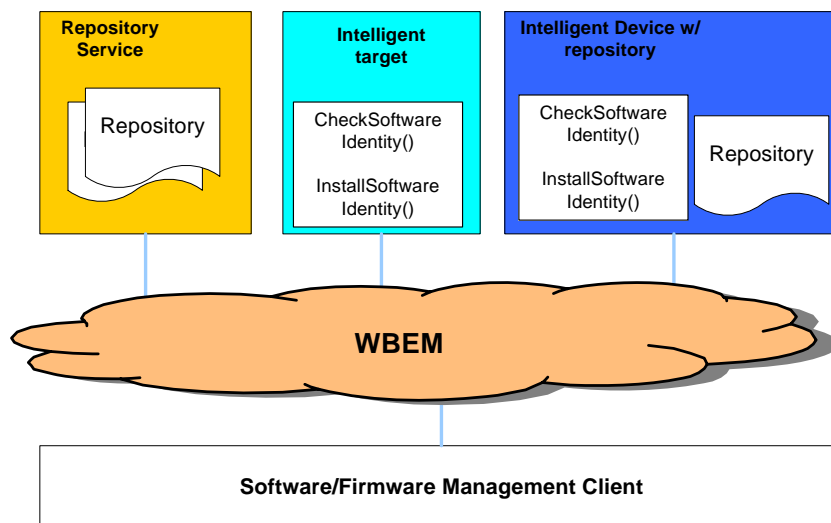 Repository
Service
Repository
Intelligent
target
CheckSoftware
Identity()
InstallSoftware
Identity()
Intelligent Device w/
repository
CheckSoftware
Identity()
InstallSoftware
Identity()
Repository
WBEM
Software/Firmware Management Client